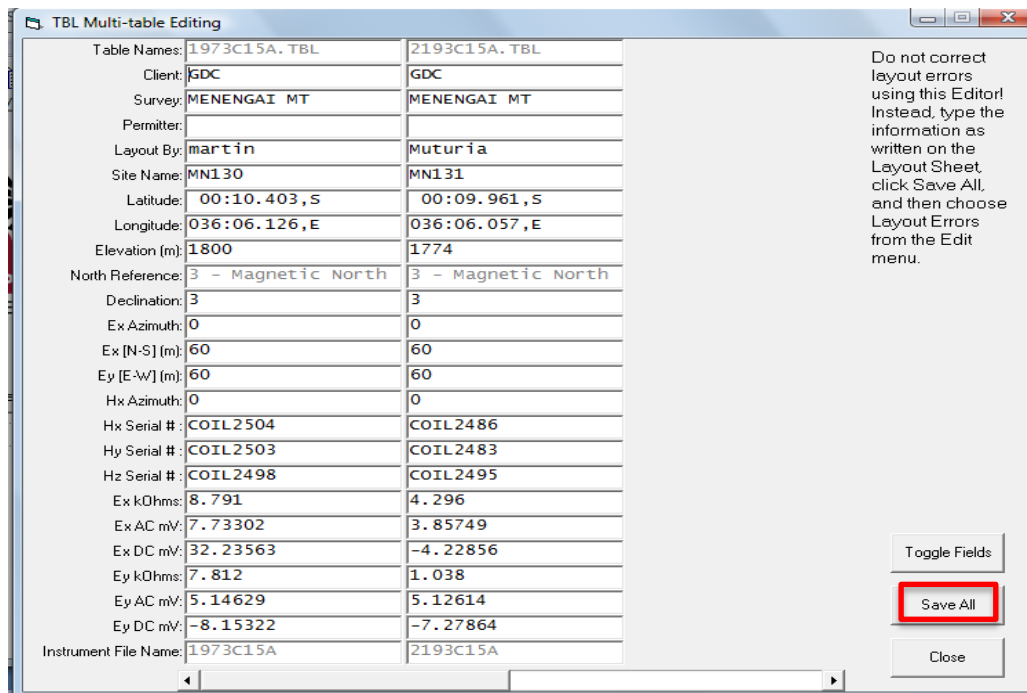 TBL Multi-table Editing
Table Names: 1973C15A.TBL 2193C15A.TBL
Client: GDC GDC
Survey: MENENGAI MT MENENGAI MT
Permitter:
Layout By: martin Muturia
Site Name: MN130 MN131
Latitude: 00:10.403,S 00:09.961,S
Longitude: 036:06.126,E 036:06.057,E
Elevation (m): 1800 1774
North Reference: 3 - Magnetic North 3 - Magnetic North
Declination: 3 3
Ex Azimuth: 0 0
Ex [N-S] (m): 60 60
Ey [E-W] (m): 60 60
Hx Azimuth: 0 0
Hx Serial # : COIL2504 COIL2486
Hy Serial # : COIL2503 COIL2483
Hz Serial # : COIL2498 COIL2495
Ex kOhms: 8.791 4.296
Ex AC mV: 7.73302 3.85749
Ex DC mV: 32.23563 -4.22856
Ey kOhms: 7.812 1.038
Ey AC mV: 5.14629 5.12614
Ey DC mV: -8.15322 -7.27864
Instrument File Name: 1973C15A 2193C15A
Do not correct
layout errors
using this Editor!
Instead, type the
information as
written on the
Layout Sheet,
click Save All,
and then choose
Layout Errors
from the Edit
menu.
Toggle Fields
Save All
Close